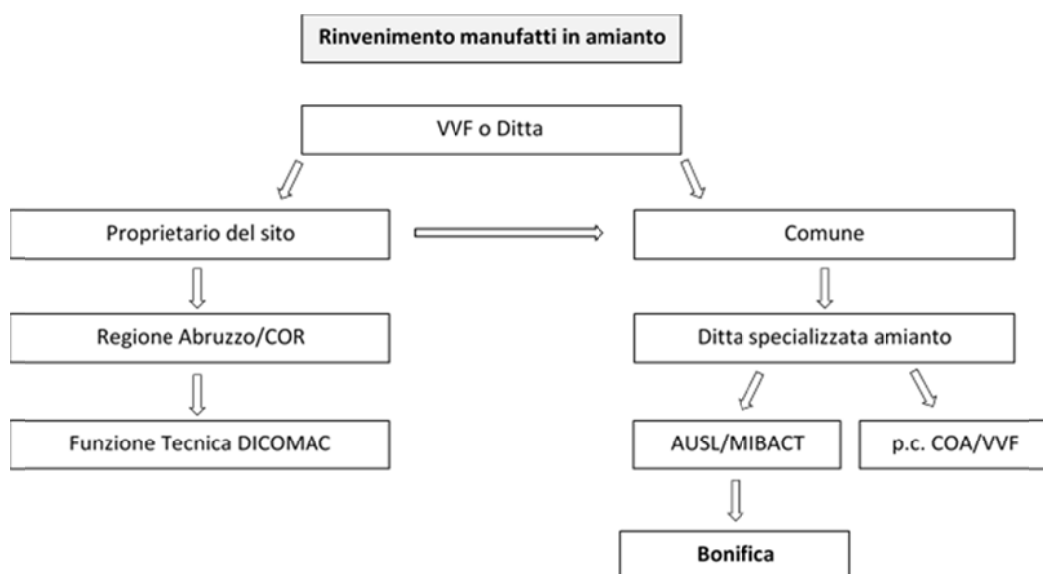 Rinvenimento manufatti in amianto
VVF o Ditta
Proprietario del sito
Comune
Regione Abruzzo/COR
Ditta specializzata amianto
Funzione Tecnica DICOMAC
AUSL/MIBACT
p.c. COA/VVF
Bonifica